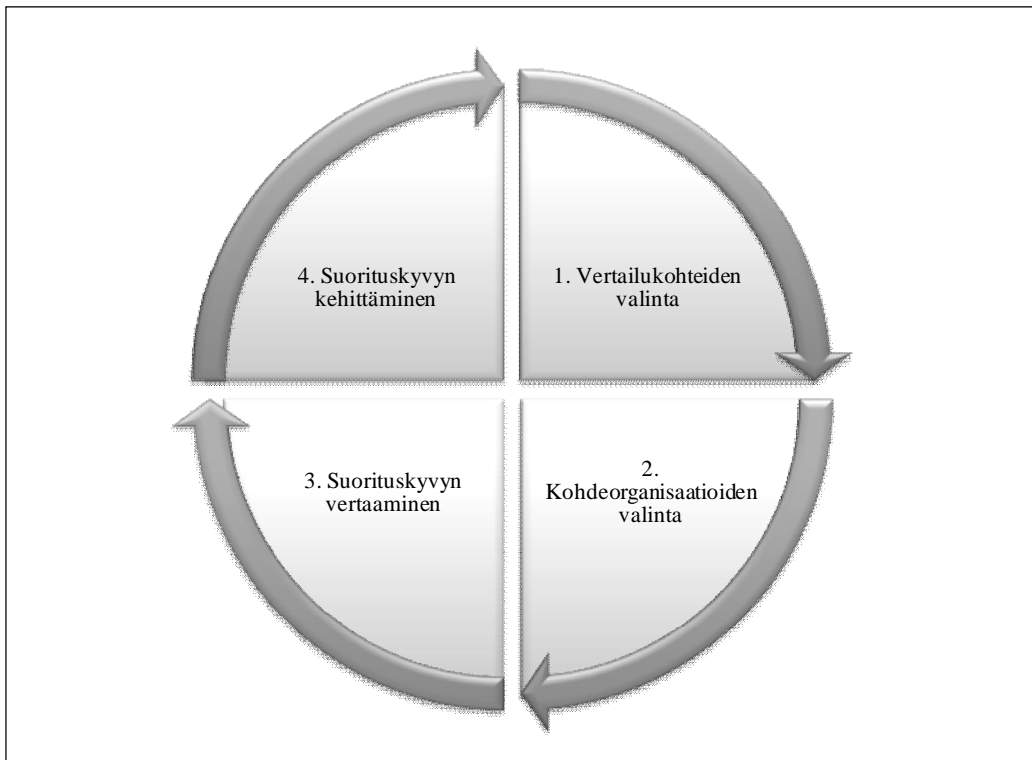 1. Vertailukohteiden
valinta
2.
Kohdeorganisaatioiden
valinta
3. Suorituskyvyn
vertaaminen
4. Suorituskyvyn
kehittäminen